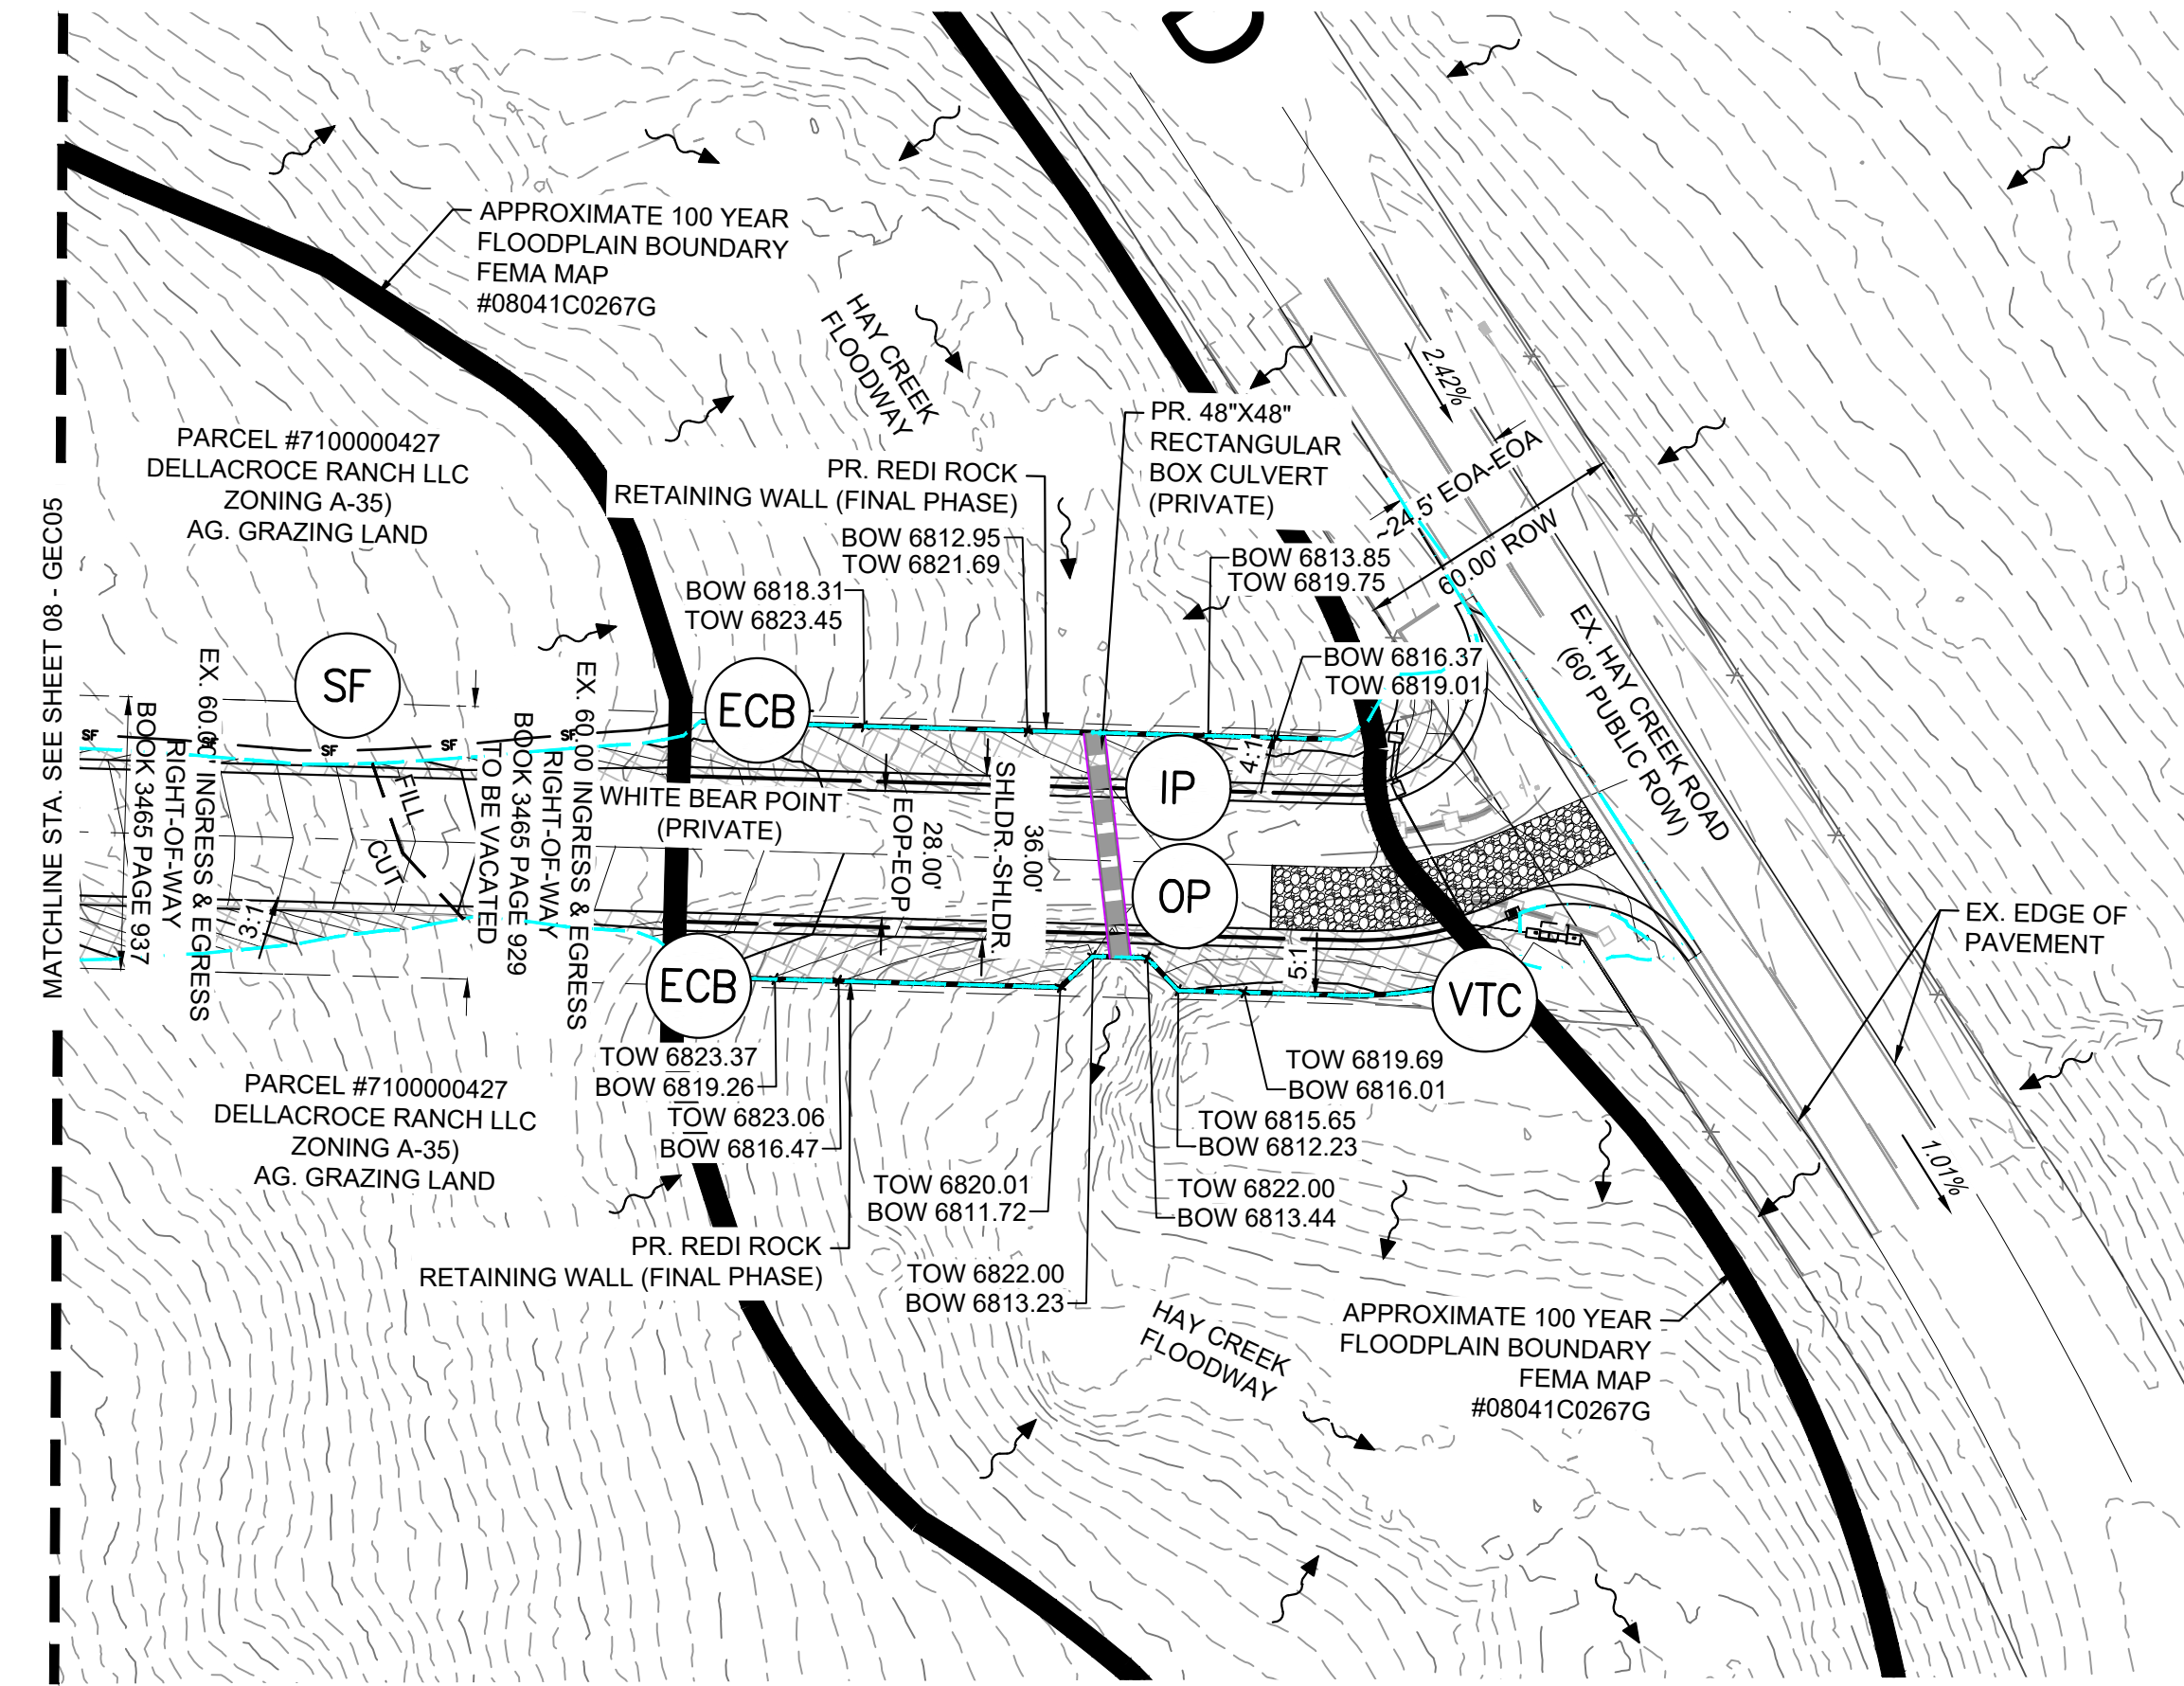 APPROXIMATE 100 YEAR
FLOODPLAIN BOUNDARY
FEMA MAP
#08041C0267G
HAY CREEK
FLOODWAY
2.42%
~24.5' EOA-EOA
60.00' ROW
PR. 48"X48"
RECTANGULAR
BOX CULVERT
(PRIVATE)
PARCEL #7100000427
DELLACROCE RANCH LLC
ZONING A-35)
AG. GRAZING LAND
PR. REDI ROCK
RETAINING WALL (FINAL PHASE)
BOW 6812.95
TOW 6821.69
BOW 6818.31
TOW 6823.45
BOW 6813.85
TOW 6819.75
BOW 6816.37
TOW 6819.01
EX. HAY CREEK ROAD
(60' PUBLIC ROW)
MATCHLINE STA. SEE SHEET 08 - GEC05
SF
ECB
IP
OP
ECB
VTC
SF
SF
SF
SF
SF
EX. 60.00' INGRESS & EGRESS
RIGHT-OF-WAY
BOOK 3465 PAGE 937
EX. 60.00 INGRESS & EGRESS
RIGHT-OF-WAY
BOOK 3465 PAGE 929
TO BE VACATED
FILL
CUT
3:1
4:1
5:1
WHITE BEAR POINT
(PRIVATE)
28.00'
EOP-EOP
36.00'
SHLDR.-SHLDR
EX. EDGE OF
PAVEMENT
1.01%
TOW 6823.37
BOW 6819.26
TOW 6823.06
BOW 6816.47
TOW 6819.69
BOW 6816.01
TOW 6815.65
BOW 6812.23
TOW 6820.01
BOW 6811.72
TOW 6822.00
BOW 6813.44
TOW 6822.00
BOW 6813.23
PARCEL #7100000427
DELLACROCE RANCH LLC
ZONING A-35)
AG. GRAZING LAND
PR. REDI ROCK
RETAINING WALL (FINAL PHASE)
HAY CREEK
FLOODWAY
APPROXIMATE 100 YEAR
FLOODPLAIN BOUNDARY
FEMA MAP
#08041C0267G